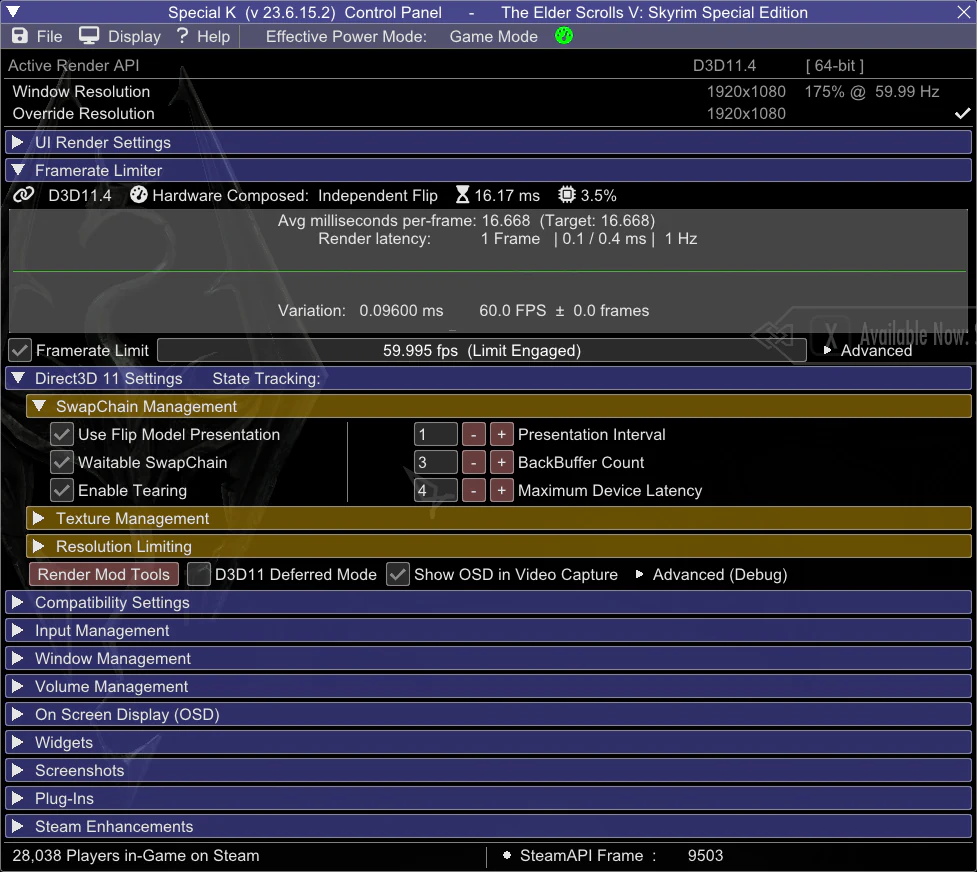 Special K (v 23.6.15.2) Control Panel - The Elder Scrolls V: Skyrim Special Edition
File Display ? Help Effective Power Mode: Game Mode
Active Render API D3D11.4 [ 64-bit ]
Window Resolution 1920x1080 175% @ 59.99 Hz
Override Resolution 1920x1080
UI Render Settings
Framerate Limiter
D3D11.4 Hardware Composed: Independent Flip 16.17 ms 3.5%
Avg milliseconds per-frame: 16.668 (Target: 16.668)
Render latency: 1 Frame | 0.1 / 0.4 ms | 1 Hz
Variation: 0.09600 ms 60.0 FPS ± 0.0 frames
X Available Now:
Framerate Limit 59.995 fps (Limit Engaged) Advanced
Direct3D 11 Settings State Tracking:
SwapChain Management
Use Flip Model Presentation 1 - + Presentation Interval
Waitable SwapChain 3 - + BackBuffer Count
Enable Tearing 4 - + Maximum Device Latency
Texture Management
Resolution Limiting
Render Mod Tools D3D11 Deferred Mode Show OSD in Video Capture Advanced (Debug)
Compatibility Settings
Input Management
Window Management
Volume Management
On Screen Display (OSD)
Widgets
Screenshots
Plug-Ins
Steam Enhancements
28,038 Players in-Game on Steam • SteamAPI Frame : 9503